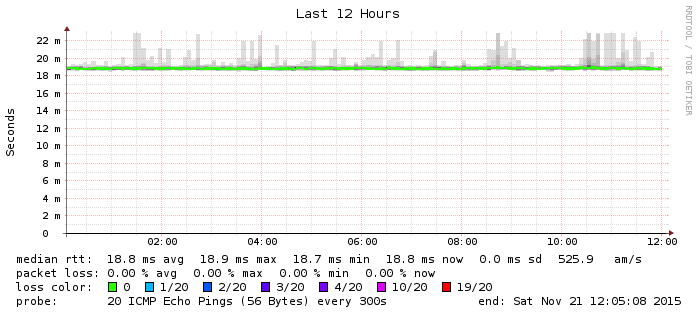 Last 12 Hours
RRDTOOL / TOBI OETIKER
Seconds
22 m
20 m
18 m
16 m
14 m
12 m
10 m
8 m
6 m
4 m
2 m
0
02:00 04:00 06:00 08:00 10:00 12:00
median rtt: 18.8 ms avg 18.9 ms max 18.7 ms min 18.8 ms now 0.0 ms sd 525.9 am/s
packet loss: 0.00 % avg 0.00 % max 0.00 % min 0.00 % now
loss color: 0 1/20 2/20 3/20 4/20 10/20 19/20
probe: 20 ICMP Echo Pings (56 Bytes) every 300s end: Sat Nov 21 12:05:08 2015